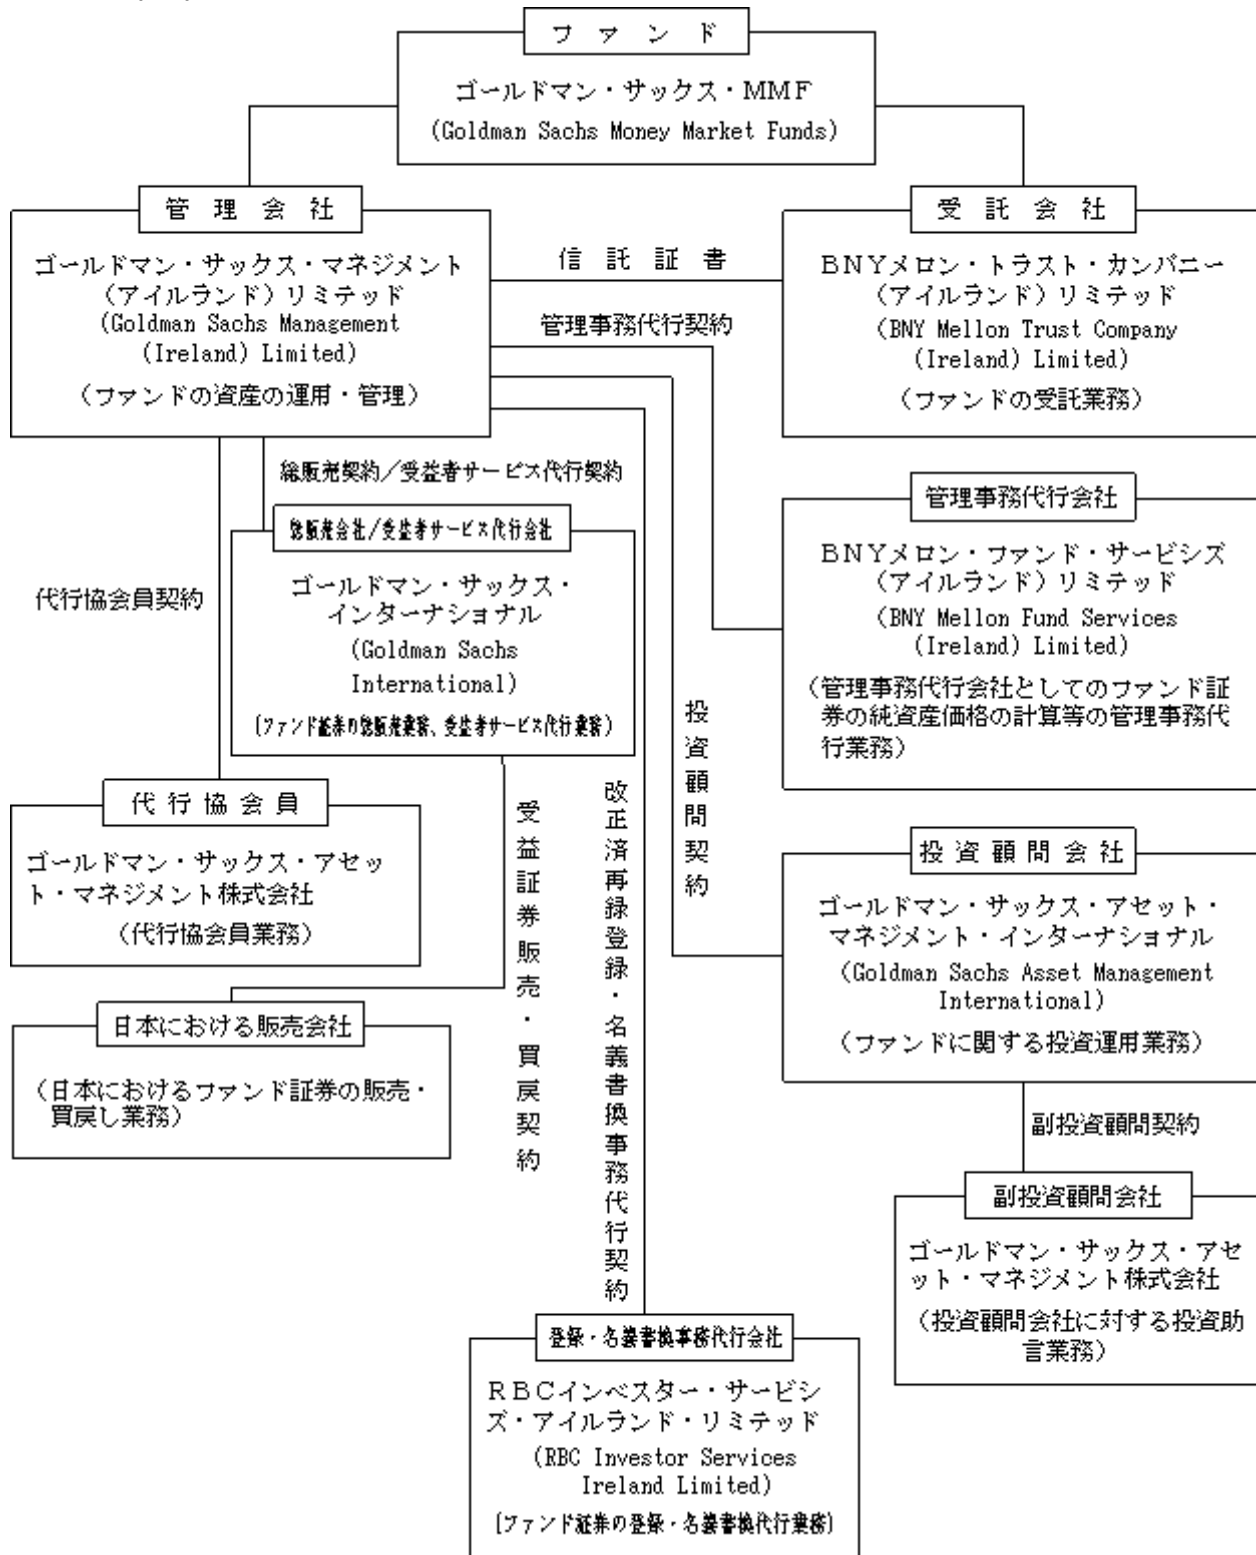 ファンド
ゴールドマン・サックス・ＭＭＦ
(Goldman Sachs Money Market Funds)
管理会社
ゴールドマン・サックス・マネジメント
（アイルランド）リミテッド
(Goldman Sachs Management
(Ireland) Limited)
（ファンドの資産の運用・管理）
信託証書
管理事務代行契約
受託会社
ＢＮＹメロン・トラスト・カンパニー
（アイルランド）リミテッド
(BNY Mellon Trust Company
(Ireland) Limited)
（ファンドの受託業務）
総販売契約／受益者サービス代行契約
総販売会社/受益者サービス代行会社
ゴールドマン・サックス・
インターナショナル
(Goldman Sachs
International)
(ファンド証券の総販売業務、受益者サービス代行業務)
代行協会員契約
管理事務代行会社
ＢＮＹメロン・ファンド・サービシズ
（アイルランド）リミテッド
(BNY Mellon Fund Services
(Ireland) Limited)
（管理事務代行会社としてのファンド証
券の純資産価格の計算等の管理事務代
行業務）
投資顧問契約
代行協会員
ゴールドマン・サックス・アセッ
ト・マネジメント株式会社
（代行協会員業務）
受益証券販売・買戻契約
改正済再録登録・名義書換事務代行契約
投資顧問会社
ゴールドマン・サックス・アセット・
マネジメント・インターナショナル
(Goldman Sachs Asset Management
International)
（ファンドに関する投資運用業務）
日本における販売会社
（日本におけるファンド証券の販売・
買戻し業務）
副投資顧問契約
副投資顧問会社
ゴールドマン・サックス・アセ
ット・マネジメント株式会社
（投資顧問会社に対する投資助
言業務）
登録・名義書換事務代行会社
ＲＢＣインベスター・サービシ
ズ・アイルランド・リミテッド
(RBC Investor Services
Ireland Limited)
(ファンド証券の登録・名義書換代行業務)